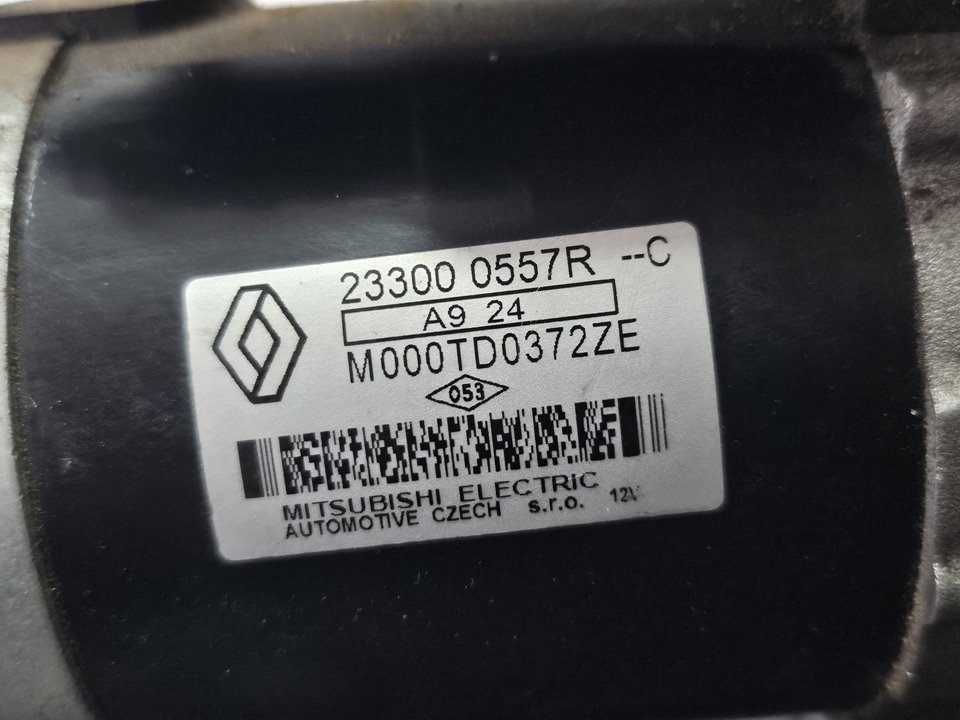 23300 0557R --C
A9 24
M000TD0372ZE
053
MITSUBISHI ELECTRIC
AUTOMOTIVE CZECH s.r.o. 12V